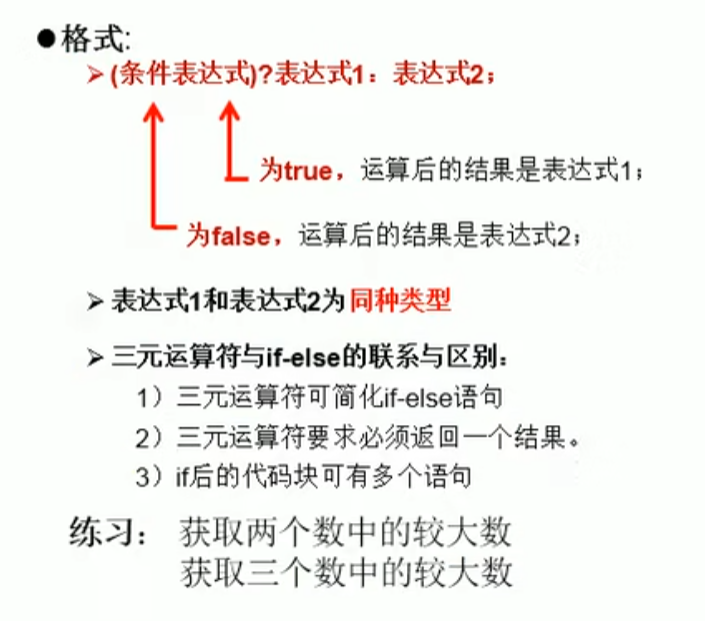 ●格式:
➢(条件表达式)?表达式1：表达式2；
为true，运算后的结果是表达式1；
为false，运算后的结果是表达式2；
➢表达式1和表达式2为同种类型
➢三元运算符与if-else的联系与区别：
1）三元运算符可简化if-else语句
2）三元运算符要求必须返回一个结果。
3）if后的代码块可有多个语句
练习： 获取两个数中的较大数
获取三个数中的较大数